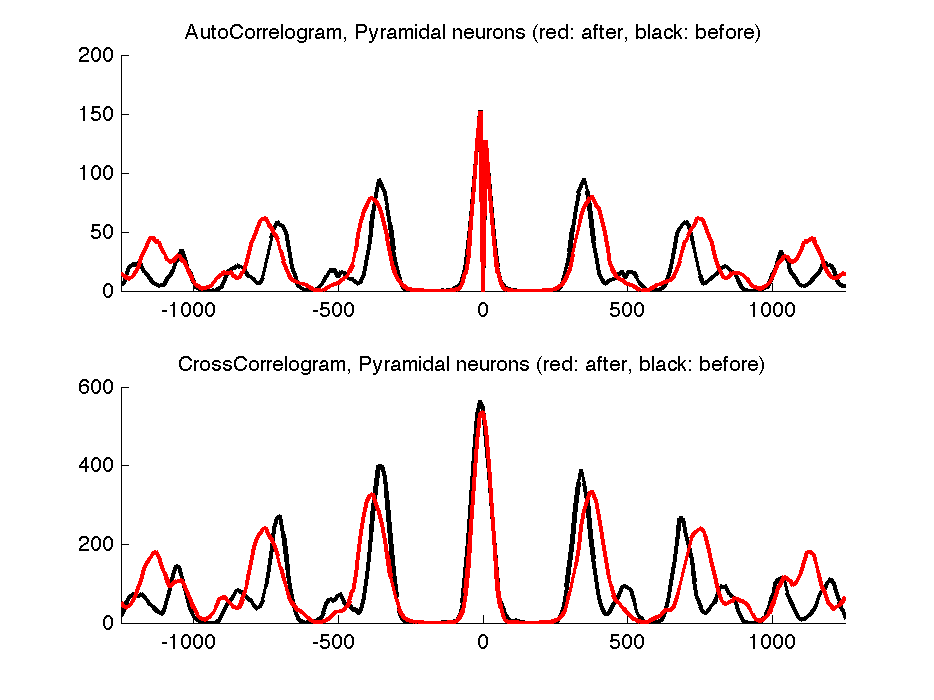 AutoCorrelogram, Pyramidal neurons (red: after, black: before)
200
150
100
50
0
-1000 -500 0 500 1000
CrossCorrelogram, Pyramidal neurons (red: after, black: before)
600
400
200
0
-1000 -500 0 500 1000